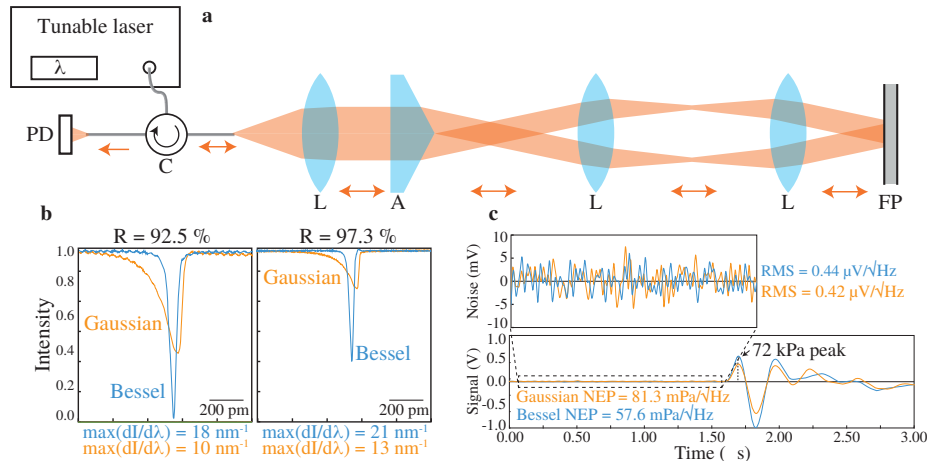 a
Tunable laser
λ
PD
C
L
A
L
L
FP
b
R = 92.5 %
R = 97.3 %
Intensity
1.0
0.8
0.6
0.4
0.2
0.0
Gaussian
Bessel
200 pm
Gaussian
Bessel
200 pm
max(dI/dλ) = 18 nm⁻¹
max(dI/dλ) = 10 nm⁻¹
max(dI/dλ) = 21 nm⁻¹
max(dI/dλ) = 13 nm⁻¹
c
Noise (mV)
10
5
0
-5
-10
RMS = 0.44 μV/√Hz
RMS = 0.42 μV/√Hz
Signal (V)
1.0
0.5
0.0
-0.5
-1.0
72 kPa peak
Gaussian NEP = 81.3 mPa/√Hz
Bessel NEP = 57.6 mPa/√Hz
0.00 0.50 1.00 1.50 2.00 2.50 3.00
Time ( s)